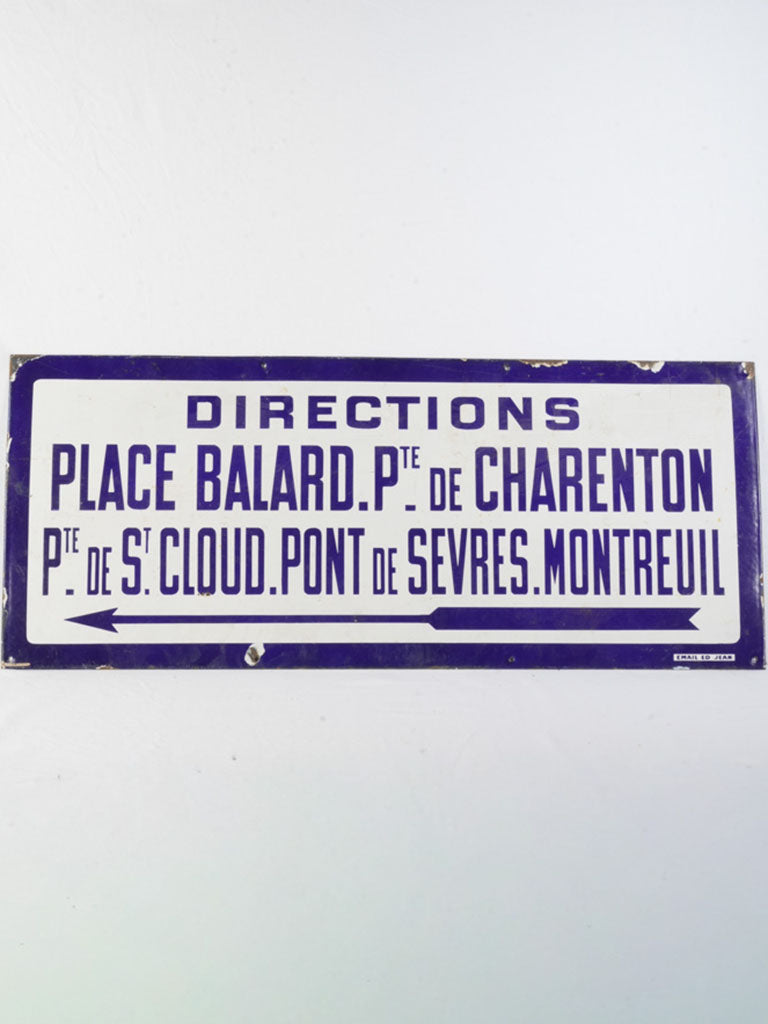 DIRECTIONS
PLACE BALARD. Pte DE CHARENTON
Pte DE St. CLOUD. PONT DE SEVRES. MONTREUIL
EMAIL ED JEAN